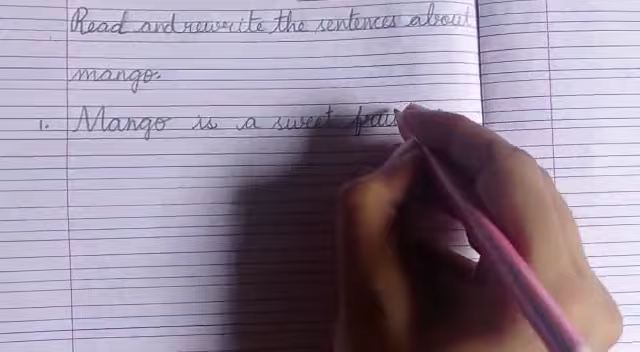 Read and rewrite the sentences about
mango.
1. Mango is a sweet